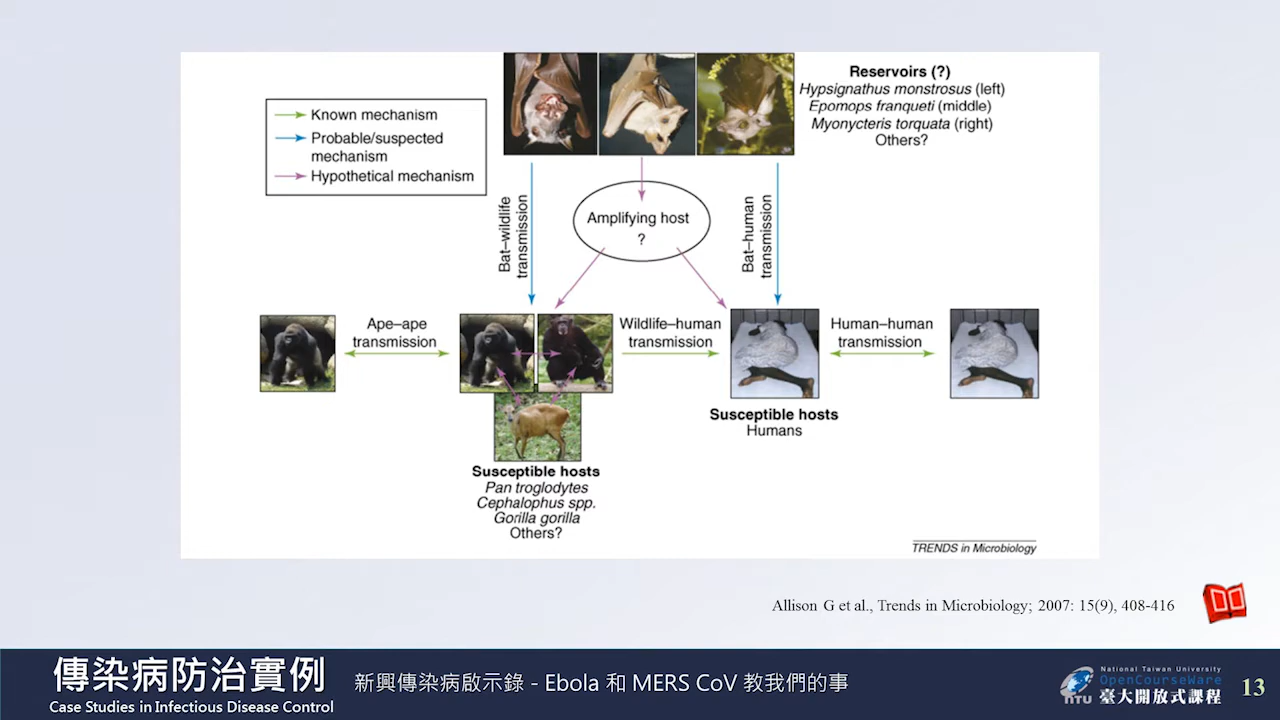 Known mechanism
Probable/suspected
mechanism
Hypothetical mechanism
Reservoirs (?)
Hypsignathus monstrosus (left)
Epomops franqueti (middle)
Myonycteris torquata (right)
Others?
Bat–wildlife
transmission
Amplifying host
?
Bat–human
transmission
Ape–ape
transmission
Wildlife–human
transmission
Human–human
transmission
Susceptible hosts
Humans
Susceptible hosts
Pan troglodytes
Cephalophus spp.
Gorilla gorilla
Others?
TRENDS in Microbiology
Allison G et al., Trends in Microbiology; 2007: 15(9), 408-416
傳染病防治實例
Case Studies in Infectious Disease Control
新興傳染病啟示錄 - Ebola 和 MERS CoV 教我們的事
NTU
National Taiwan University
OpenCourseWare
臺大開放式課程
13